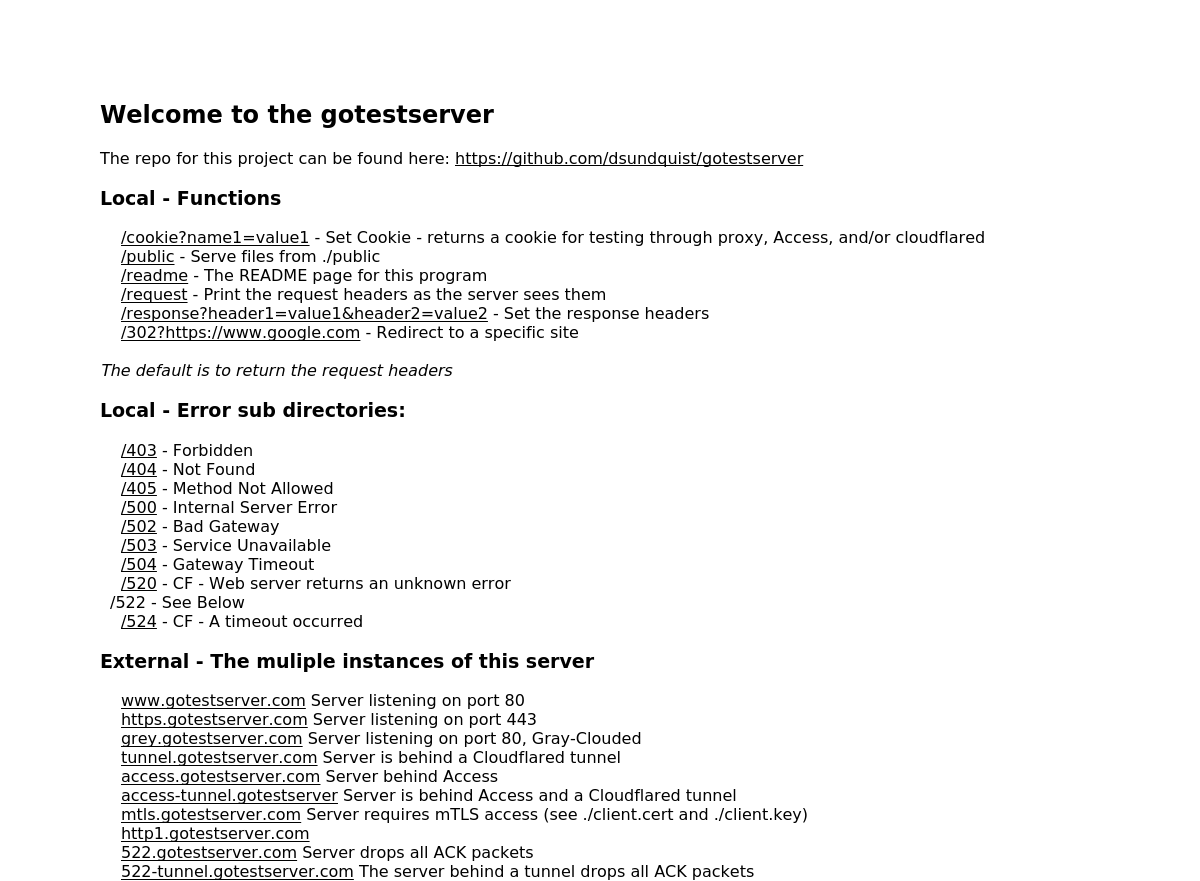 Welcome to the gotestserver
The repo for this project can be found here: https://github.com/dsundquist/gotestserver
Local - Functions
/cookie?name1=value1 - Set Cookie - returns a cookie for testing through proxy, Access, and/or cloudflared
/public - Serve files from ./public
/readme - The README page for this program
/request - Print the request headers as the server sees them
/response?header1=value1&header2=value2 - Set the response headers
/302?https://www.google.com - Redirect to a specific site
The default is to return the request headers
Local - Error sub directories:
/403 - Forbidden
/404 - Not Found
/405 - Method Not Allowed
/500 - Internal Server Error
/502 - Bad Gateway
/503 - Service Unavailable
/504 - Gateway Timeout
/520 - CF - Web server returns an unknown error
/522 - See Below
/524 - CF - A timeout occurred
External - The muliple instances of this server
www.gotestserver.com Server listening on port 80
https.gotestserver.com Server listening on port 443
grey.gotestserver.com Server listening on port 80, Gray-Clouded
tunnel.gotestserver.com Server is behind a Cloudflared tunnel
access.gotestserver.com Server behind Access
access-tunnel.gotestserver Server is behind Access and a Cloudflared tunnel
mtls.gotestserver.com Server requires mTLS access (see ./client.cert and ./client.key)
http1.gotestserver.com
522.gotestserver.com Server drops all ACK packets
522-tunnel.gotestserver.com The server behind a tunnel drops all ACK packets